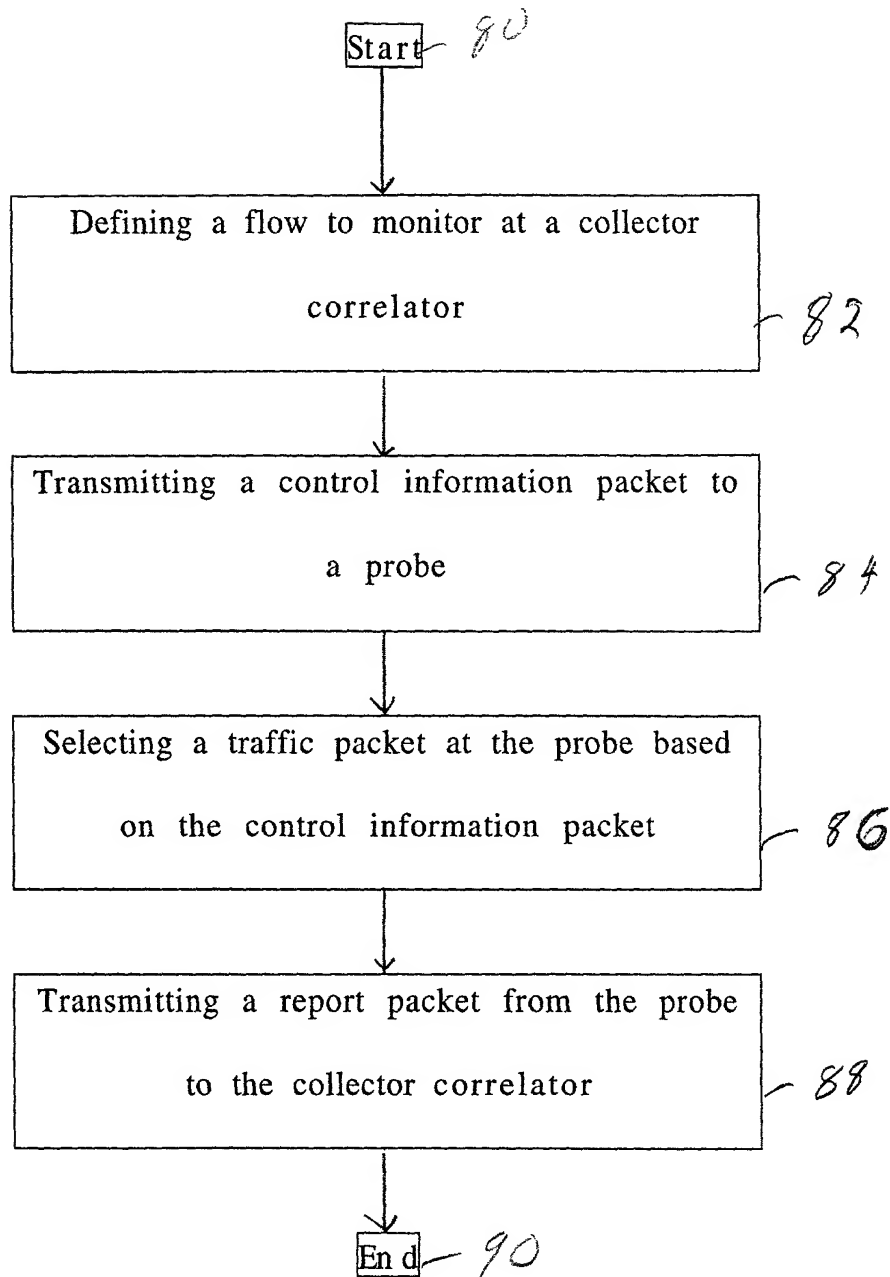 Start 80
Defining a flow to monitor at a collector
correlator
82
Transmitting a control information packet to
a probe
84
Selecting a traffic packet at the probe based
on the control information packet
86
Transmitting a report packet from the probe
to the collector correlator
88
End 90